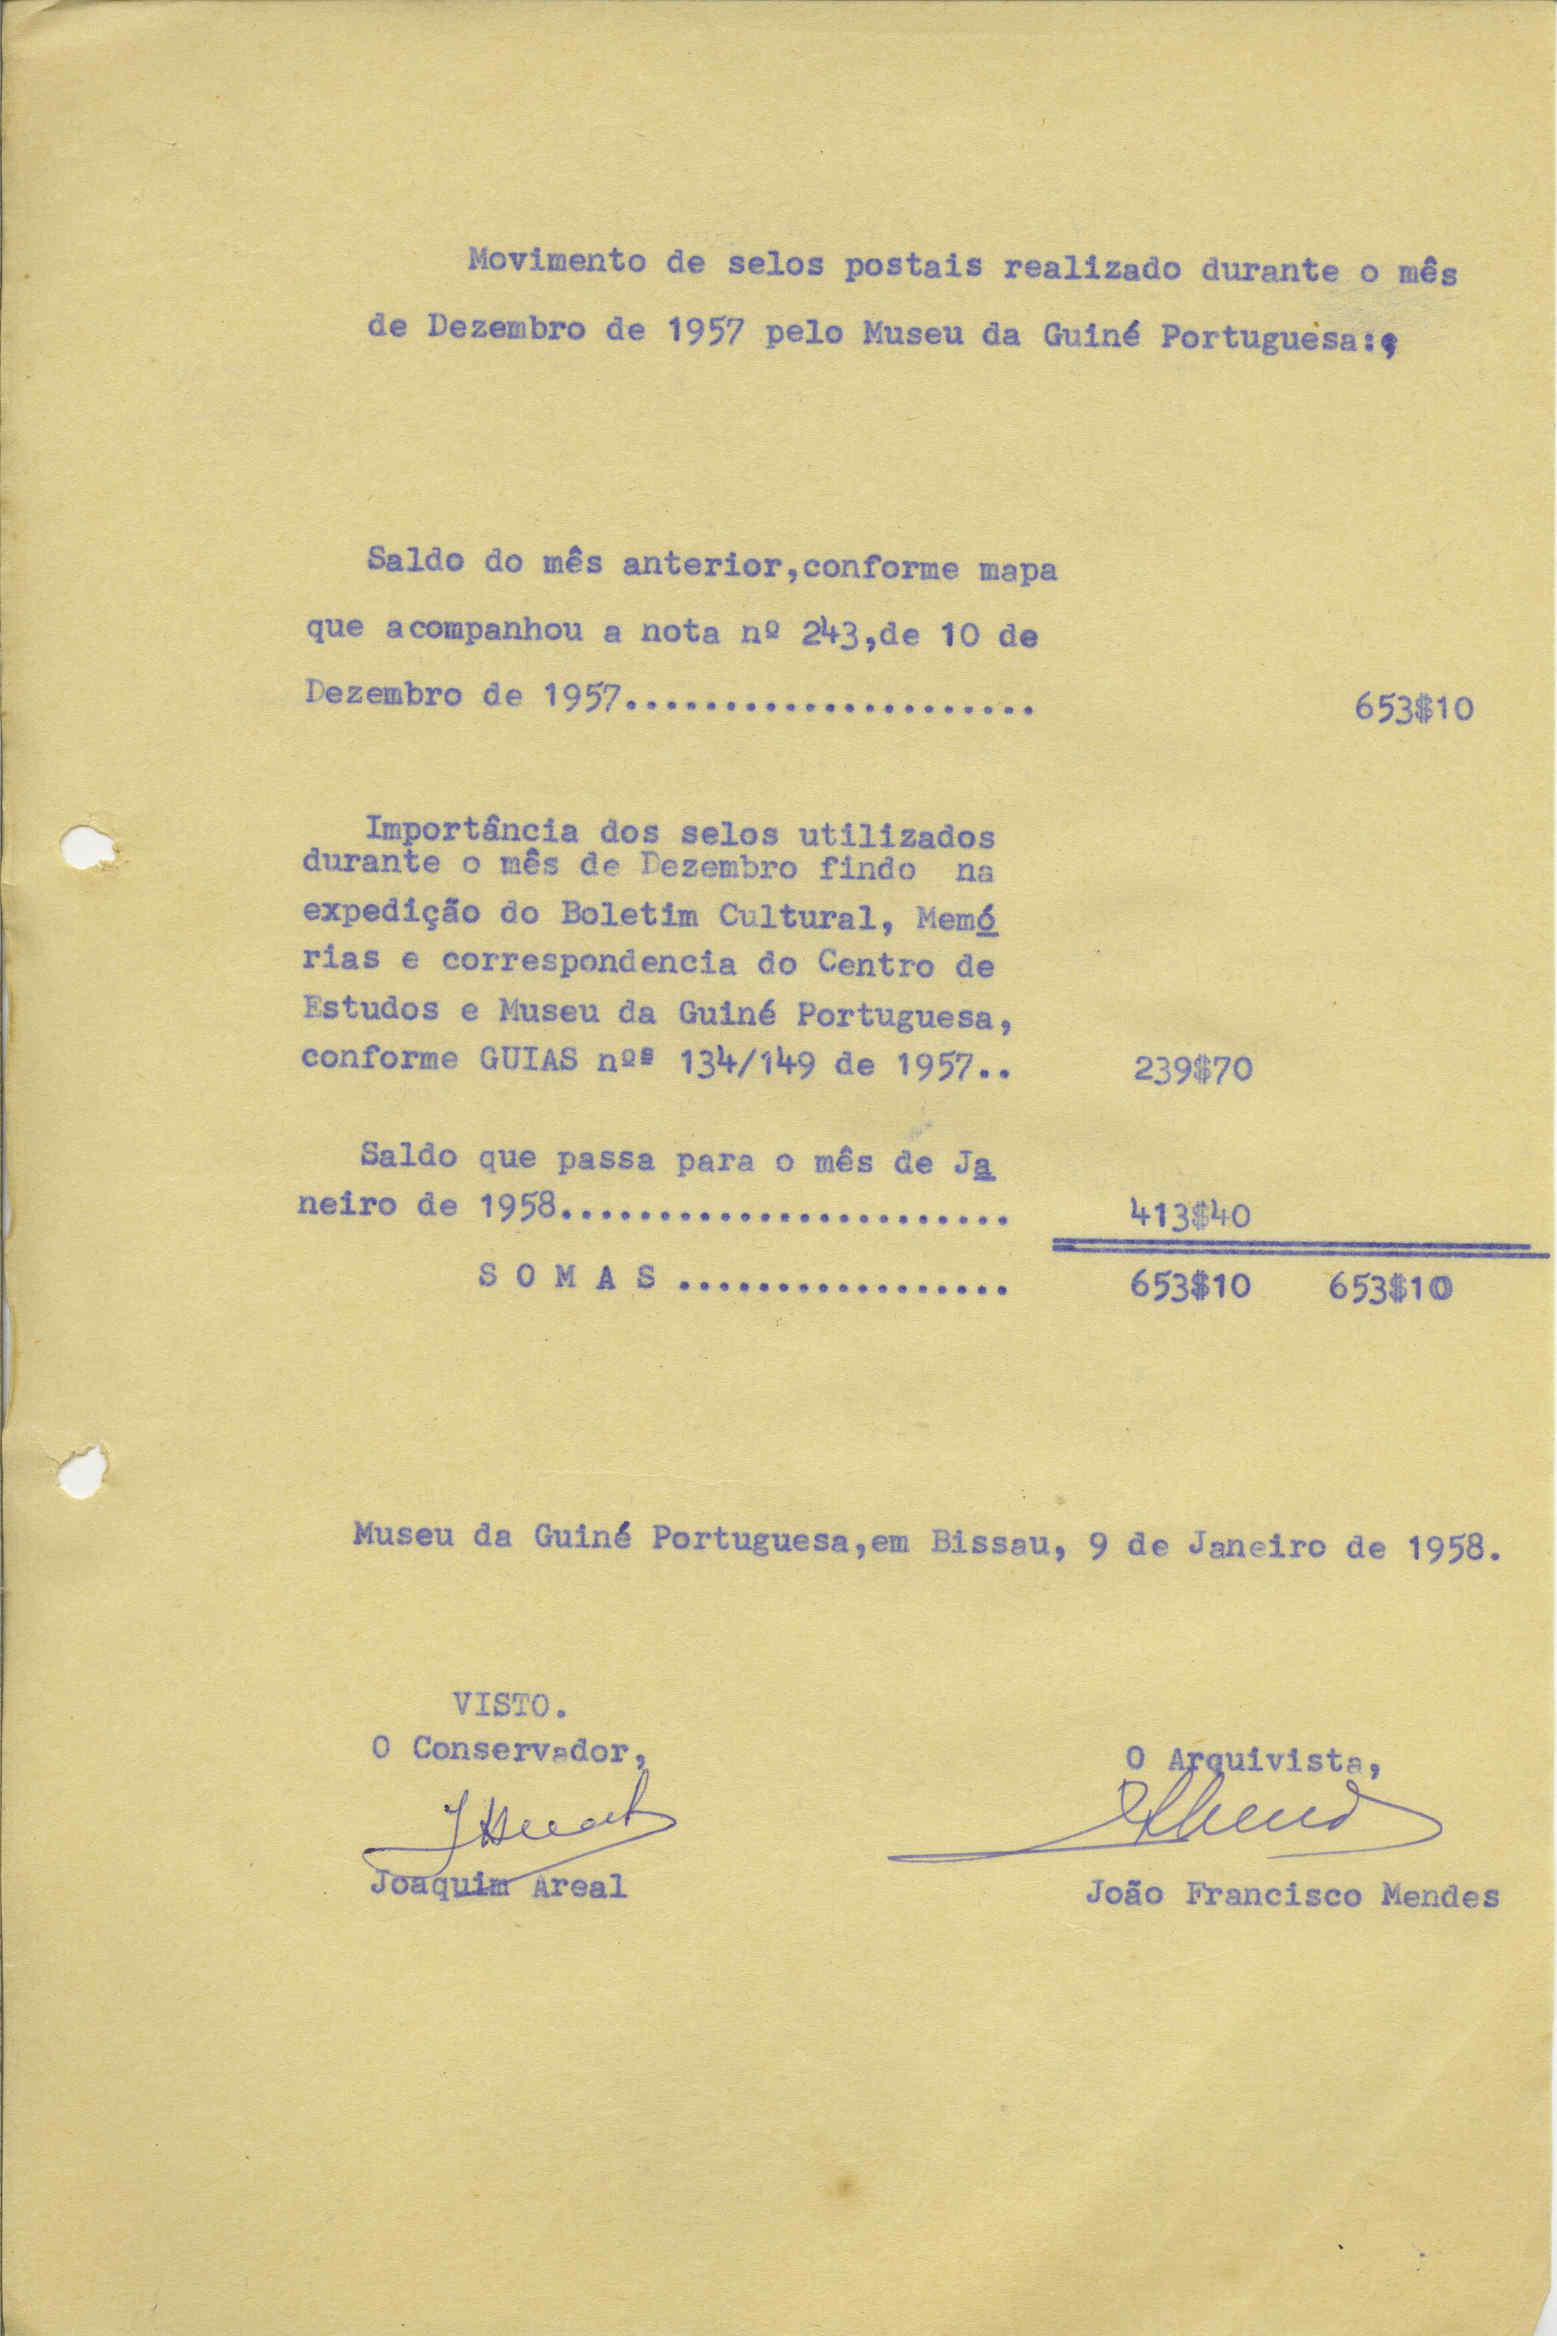 Movimento de selos postais realizado durante o mês
de Dezembro de 1957 pelo Museu da Guiné Portuguesa:
Saldo do mês anterior,conforme mapa
que acompanhou a nota nº 243,de 10 de
Dezembro de 1957..................... 653$10
Importância dos selos utilizados
durante o mês de Dezembro findo na
expedição do Boletim Cultural, Memó
rias e correspondencia do Centro de
Estudos e Museu da Guiné Portuguesa,
conforme GUIAS nºs 134/149 de 1957.. 239$70
Saldo que passa para o mês de Ja
neiro de 1958....................... 413$40
S O M A S ................. 653$10 653$10
Museu da Guiné Portuguesa,em Bissau, 9 de Janeiro de 1958.
VISTO.
O Conservador,
O Arquivista,
Joaquim Areal
João Francisco Mendes